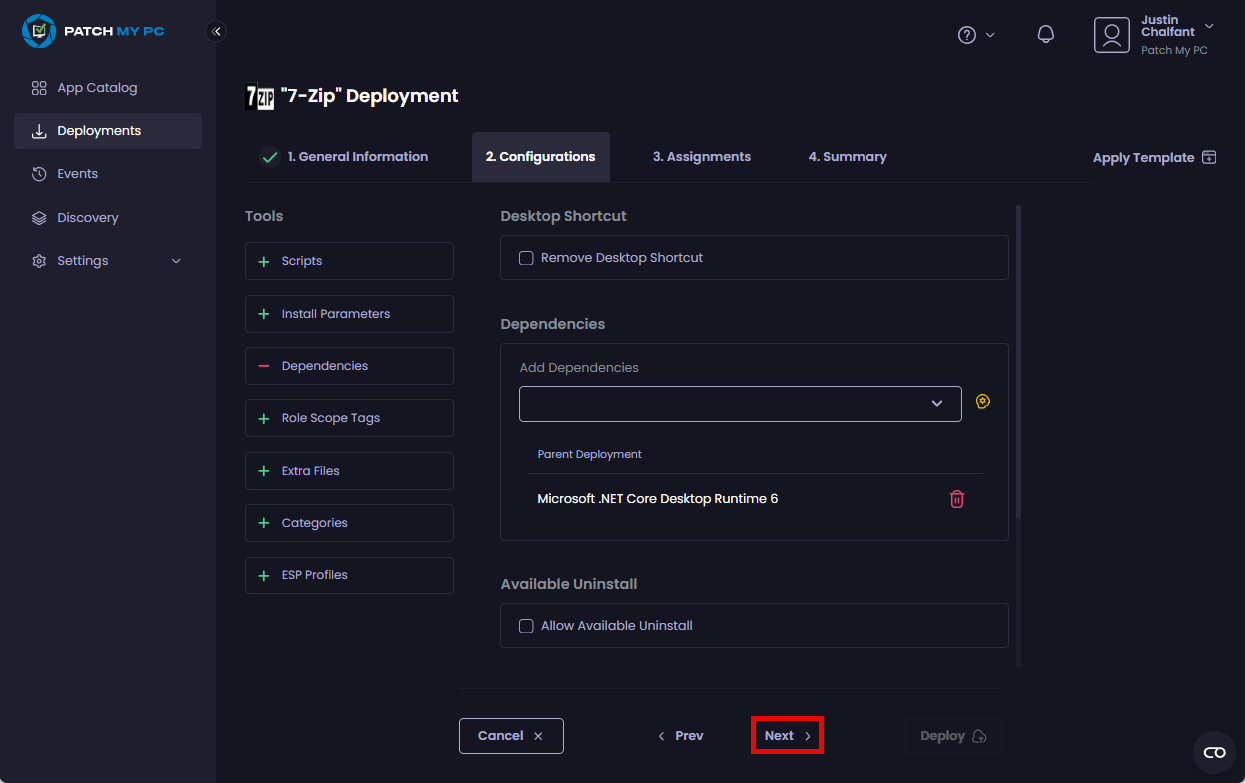 PATCH MY PC
Justin
Chalfant
Patch My PC
App Catalog
Deployments
Events
Discovery
Settings
7 ZIP "7-Zip" Deployment
1. General Information
2. Configurations
3. Assignments
4. Summary
Apply Template
Tools
Scripts
Install Parameters
Dependencies
Role Scope Tags
Extra Files
Categories
ESP Profiles
Desktop Shortcut
Remove Desktop Shortcut
Dependencies
Add Dependencies
Parent Deployment
Microsoft .NET Core Desktop Runtime 6
Available Uninstall
Allow Available Uninstall
Cancel
Prev
Next
Deploy